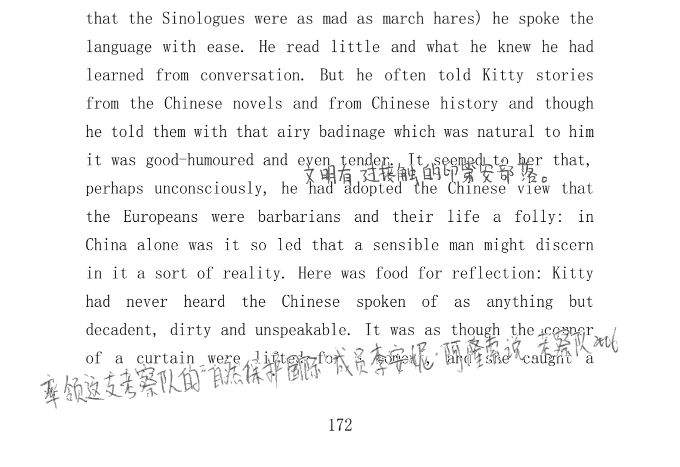 that the Sinologues were as mad as march hares) he spoke the
language with ease. He read little and what he knew he had
learned from conversation. But he often told Kitty stories
from the Chinese novels and from Chinese history and though
he told them with that airy badinage which was natural to him
it was good-humoured and even tender. It seemed to her that,
文明有过接触的印第安部落。
perhaps unconsciously, he had adopted the Chinese view that
the Europeans were barbarians and their life a folly: in
China alone was it so led that a sensible man might discern
in it a sort of reality. Here was food for reflection: Kitty
had never heard the Chinese spoken of as anything but
decadent, dirty and unspeakable. It was as though the corner
of a curtain were lifted for a moment, and she caught a
率领这支考察队的“自然保护国际”成员李安妮·阿隆索说 考察队2006
172